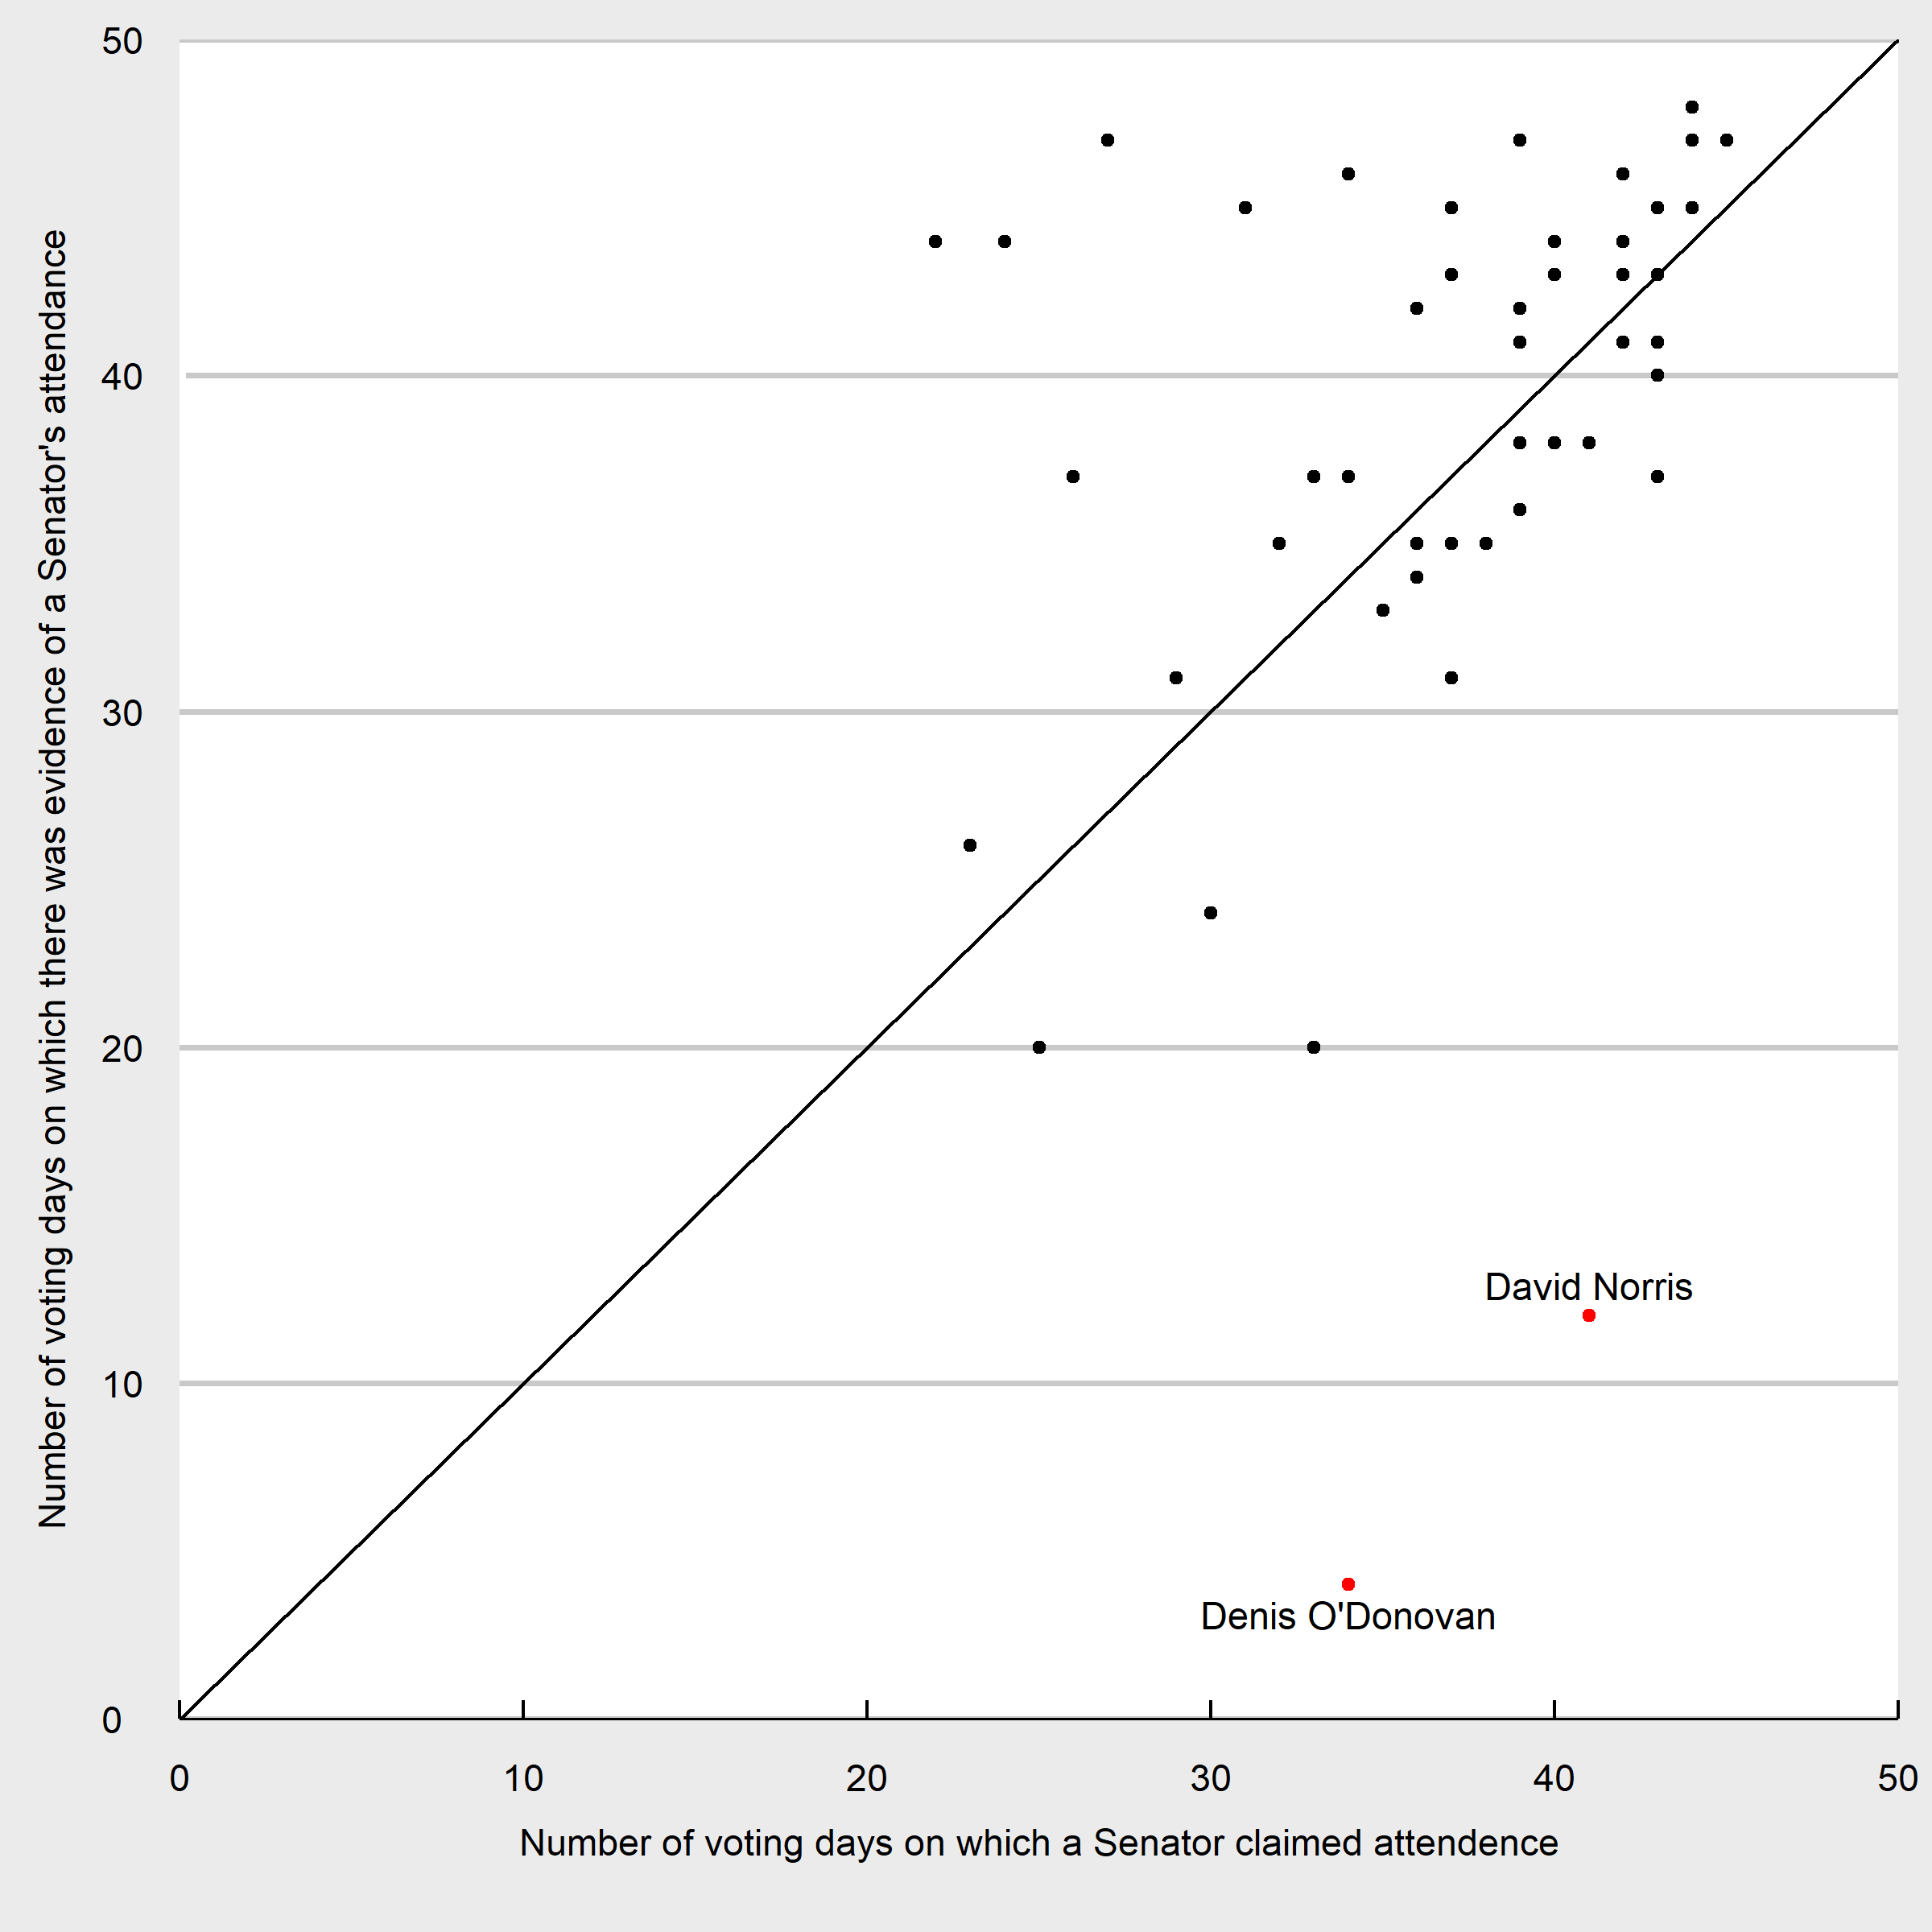 50
40
30
20
10
0
Number of voting days on which there was evidence of a Senator's attendance
David Norris
Denis O'Donovan
0 10 20 30 40 50
Number of voting days on which a Senator claimed attendence